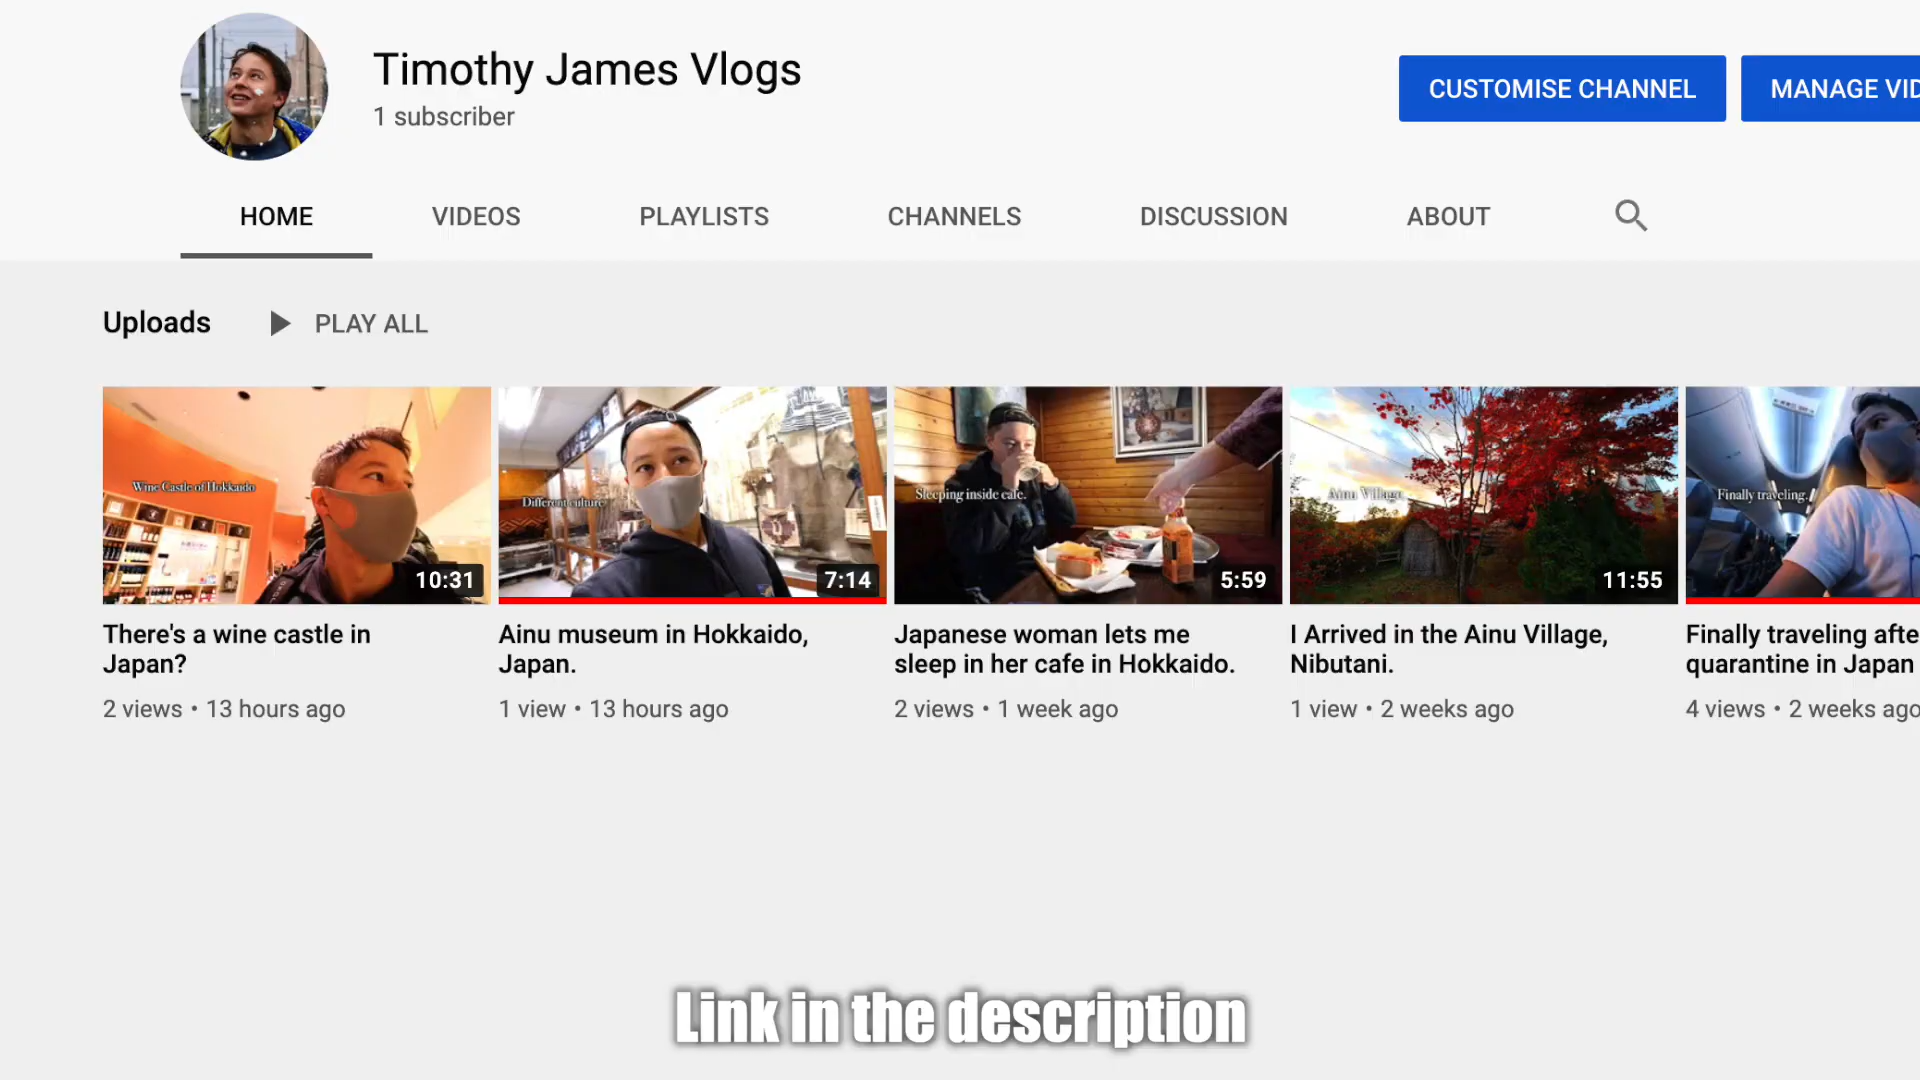 Timothy James Vlogs
1 subscriber
CUSTOMISE CHANNEL
MANAGE VID
HOME
VIDEOS
PLAYLISTS
CHANNELS
DISCUSSION
ABOUT
Uploads
PLAY ALL
Wine Castle of Hokkaido
10:31
Different culture
7:14
Sleeping inside cafe.
5:59
Ainu Village
11:55
Finally traveling.
There's a wine castle in
Japan?
2 views • 13 hours ago
Ainu museum in Hokkaido,
Japan.
1 view • 13 hours ago
Japanese woman lets me
sleep in her cafe in Hokkaido.
2 views • 1 week ago
I Arrived in the Ainu Village,
Nibutani.
1 view • 2 weeks ago
Finally traveling afte
quarantine in Japan
4 views • 2 weeks ago
Link in the description